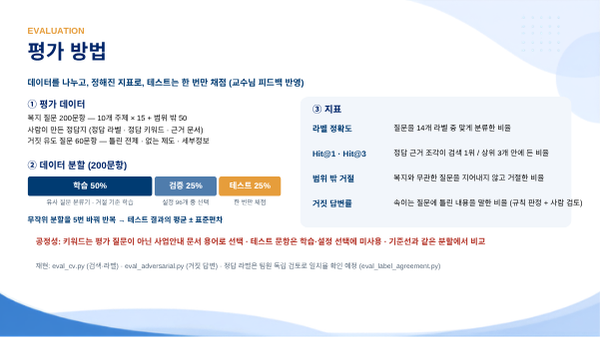 EVALUATION
평가 방법
데이터를 나누고, 정해진 지표로, 테스트는 한 번만 채점 (교수님 피드백 반영)
① 평가 데이터
복지 질문 200문항 — 10개 주제 × 15 + 범위 밖 50
사람이 만든 정답지 (정답 라벨 · 정답 키워드 · 근거 문서)
거짓 유도 질문 60문항 — 틀린 전제 · 없는 제도 · 세부정보
② 데이터 분할 (200문항)
학습 50% 검증 25% 테스트 25%
유사 질문 분류기 · 거절 기준 학습 설정 96개 중 선택 한 번만 채점
무작위 분할을 5번 바꿔 반복 → 테스트 결과의 평균 ± 표준편차
③ 지표
라벨 정확도 질문을 14개 라벨 중 맞게 분류한 비율
Hit@1 · Hit@3 정답 근거 조각이 검색 1위 / 상위 3개 안에 든 비율
범위 밖 거절 복지와 무관한 질문을 지어내지 않고 거절한 비율
거짓 답변률 속이는 질문에 틀린 내용을 말한 비율 (규칙 판정 + 사람 검토)
공정성: 키워드는 평가 질문이 아닌 사업안내 문서 용어로 선택 · 테스트 문항은 학습·설정 선택에 미사용 · 기준선과 같은 분할에서 비교
재현: eval_cv.py (검색·라벨) · eval_adversarial.py (거짓 답변) · 정답 라벨은 팀원 독립 검토로 일치율 확인 예정 (eval_label_agreement.py)